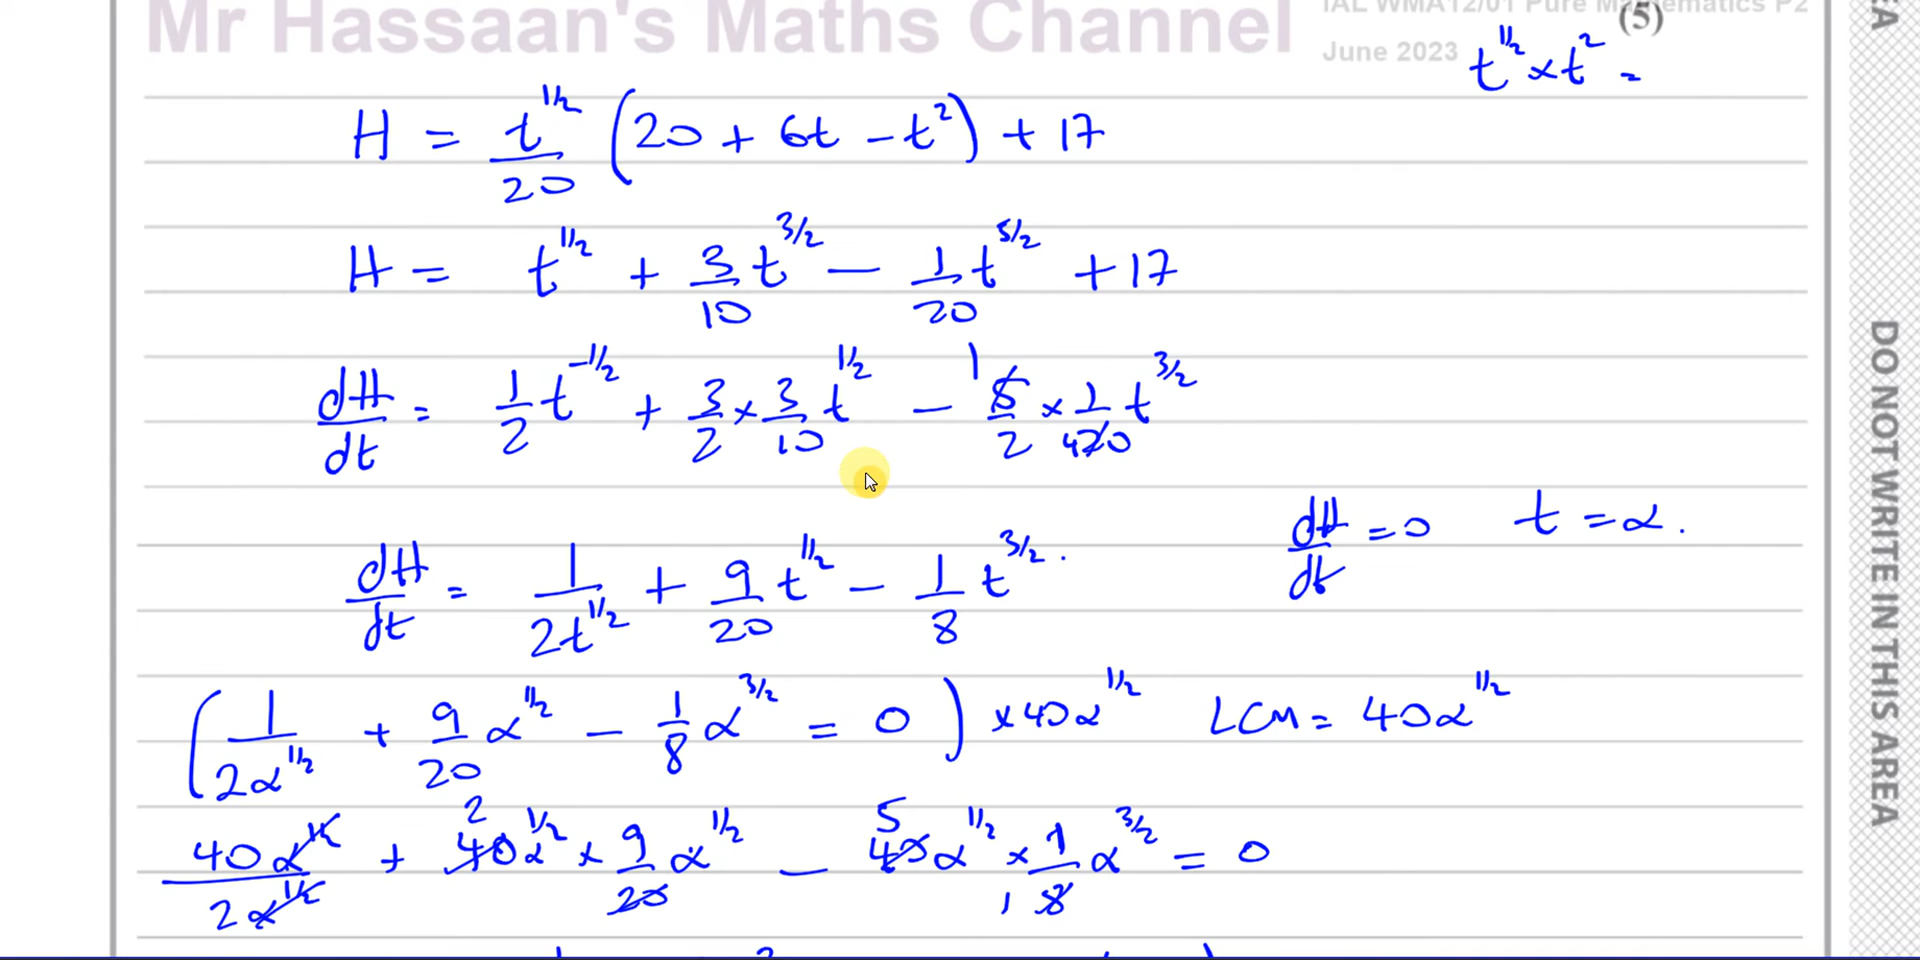 Mr Hassaan's Maths Channel
IAL WMA12/01 Pure Mathematics P2
June 2023
(5)
t^{1/2} × t^2 =
H = t^{1/2}/20 (20 + 6t - t^2) + 17
H = t^{1/2} + 3/10 t^{3/2} - 1/20 t^{5/2} + 17
dH/dt = 1/2 t^{-1/2} + 3/2 × 3/10 t^{1/2} - 1 5/2 × 1/4 20 t^{3/2}
dH/dt = 0 t = α.
dH/dt = 1/2t^{1/2} + 9/20 t^{1/2} - 1/8 t^{3/2}.
(1/2α^{1/2} + 9/20 α^{1/2} - 1/8 α^{3/2} = 0) × 40α^{1/2} LCM = 40α^{1/2}
40α^{1/2}/2α^{1/2} + 2 40α^{1/2} × 9/20 α^{1/2} - 5 40α^{1/2} × 1/1 8 α^{3/2} = 0
EA
DO NOT WRITE IN THIS AREA